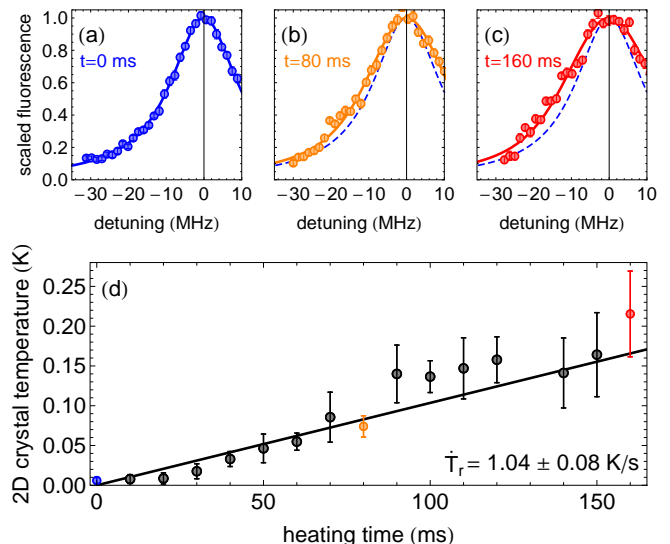 (a)
t=0 ms
(b)
t=80 ms
(c)
t=160 ms
scaled fluorescence
1.0
0.8
0.6
0.4
0.2
0.0
−30 −20 −10 0 10
−30 −20 −10 0 10
−30 −20 −10 0 10
detuning (MHz)
detuning (MHz)
detuning (MHz)
(d)
2D crystal temperature (K)
0.25
0.20
0.15
0.10
0.05
0.00
Ṫr = 1.04 ± 0.08 K/s
0 50 100 150
heating time (ms)